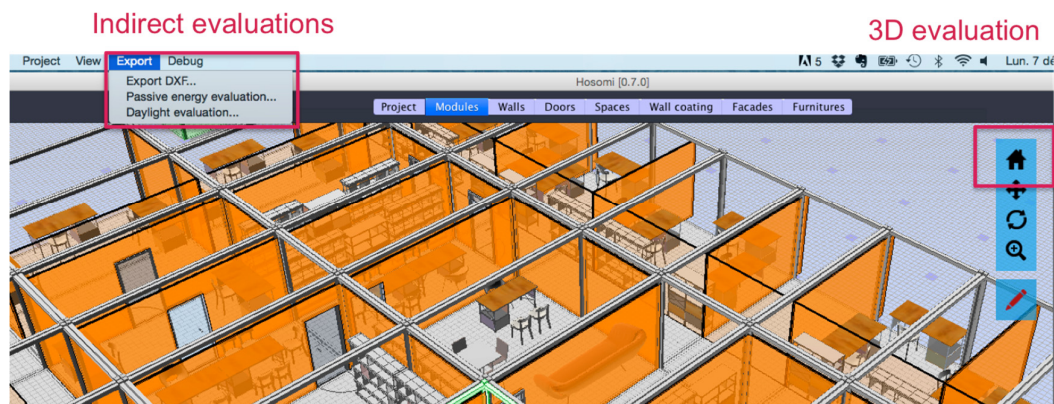 Indirect evaluations
3D evaluation
Project View Export Debug
5 Lun. 7 dé
Export DXF...
Passive energy evaluation...
Daylight evaluation...
Hosomi [0.7.0]
Project Modules Walls Doors Spaces Wall coating Facades Furnitures